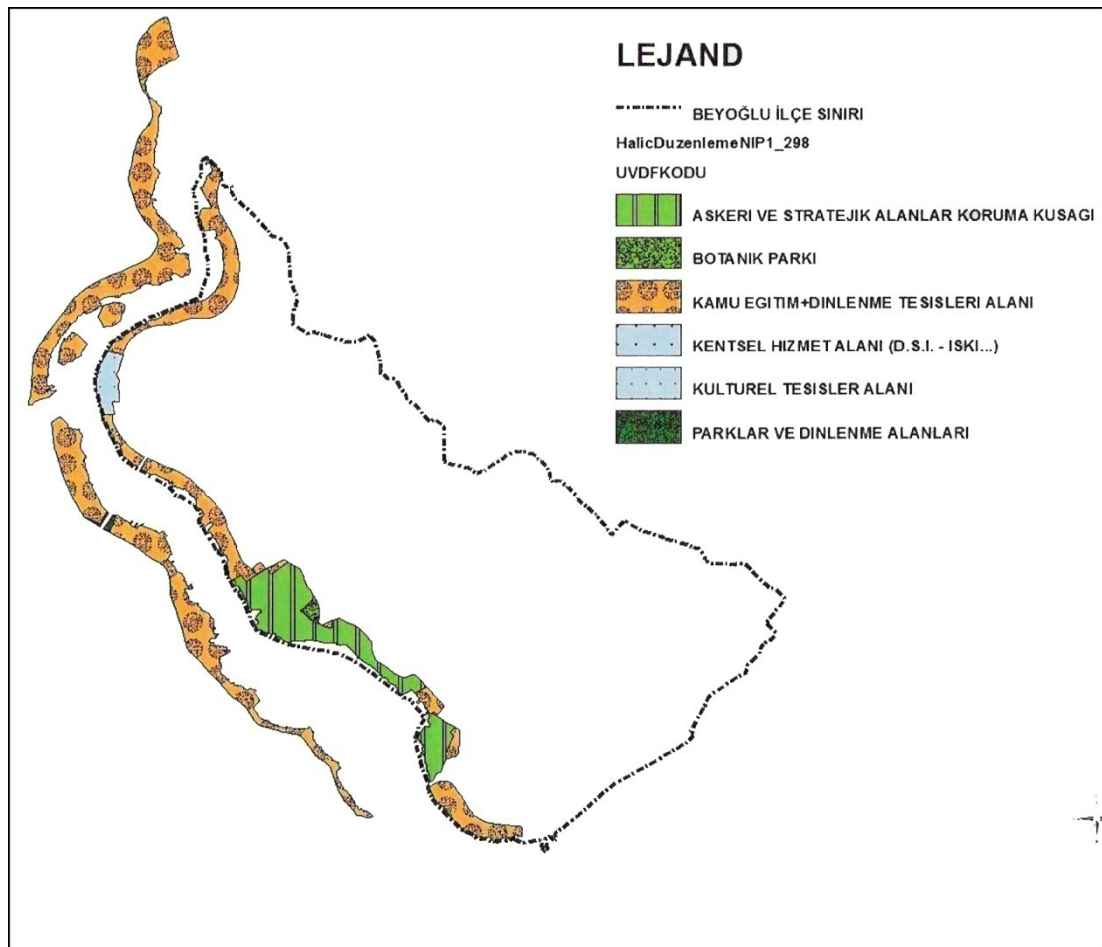 LEJAND
BEYOĞLU İLÇE SINIRI
HalicDuzenlemeNIP1_298
UVDFKODU
ASKERI VE STRATEJIK ALANLAR KORUMA KUSAGI
BOTANIK PARKI
KAMU EGITIM+DINLENME TESISLERI ALANI
KENTSEL HIZMET ALANI (D.S.I. - ISKI...)
KULTUREL TESISLER ALANI
PARKLAR VE DINLENME ALANLARI